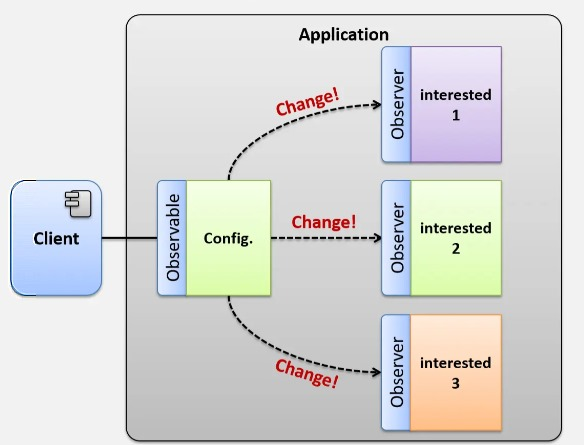 Application
Change!
Observer
interested
1
Client
Observable
Config.
Change!
Observer
interested
2
Change!
Observer
interested
3